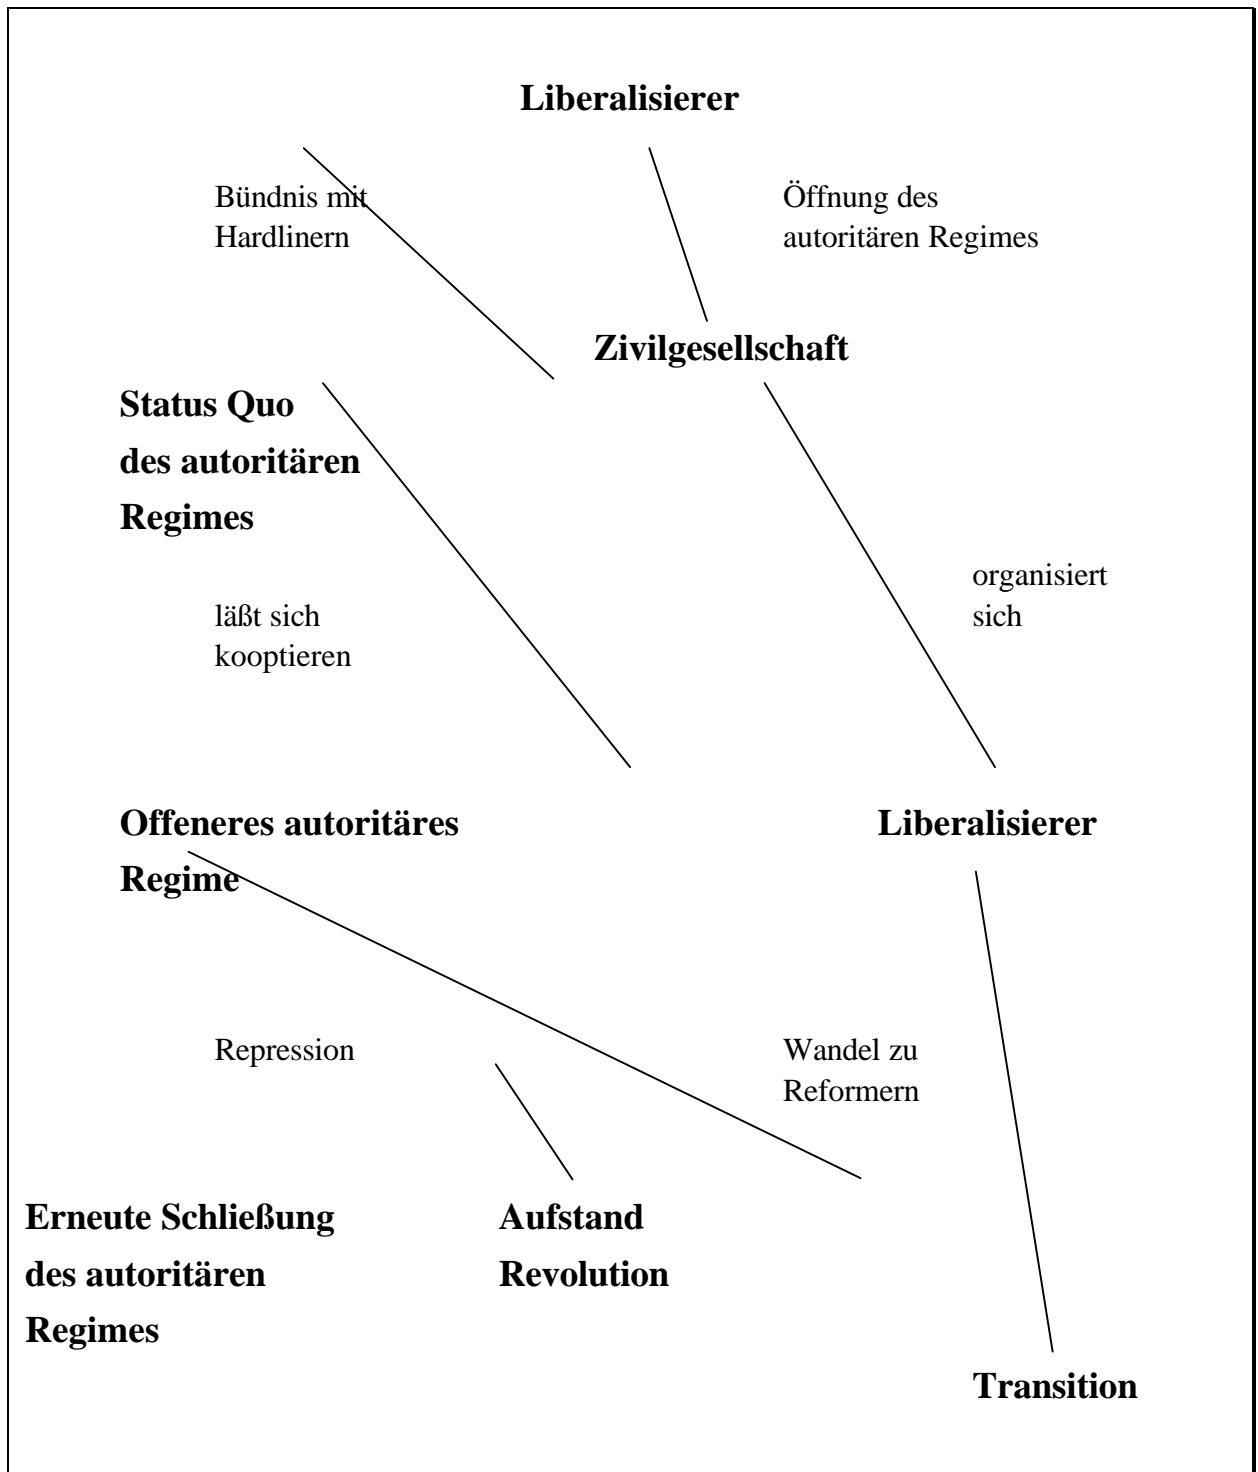 Liberalisierer
Bündnis mit
Hardlinern
Öffnung des
autoritären Regimes
Zivilgesellschaft
Status Quo
des autoritären
Regimes
organisiert
sich
läßt sich
kooptieren
Offeneres autoritäres
Regime
Liberalisierer
Repression
Wandel zu
Reformern
Erneute Schließung
des autoritären
Regimes
Aufstand
Revolution
Transition